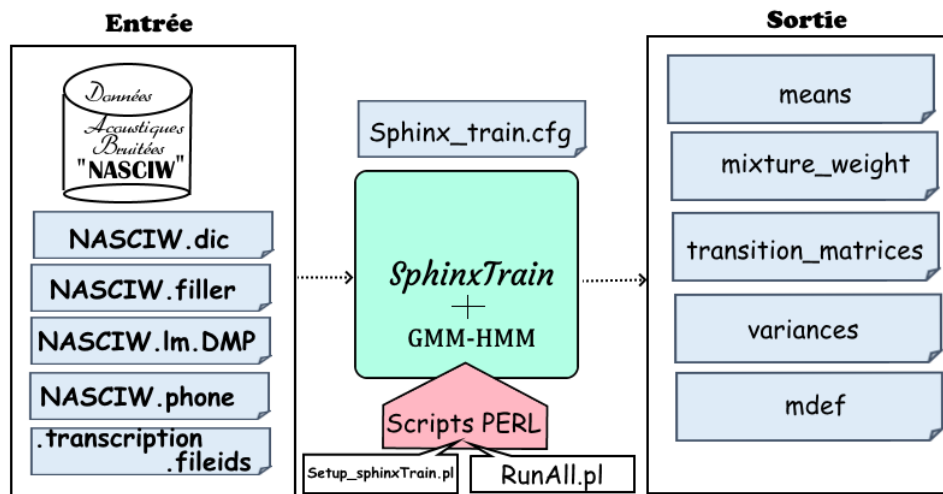 Entrée
Données
Acoustiques
Bruitées
"NASCIW"
NASCIW.dic
NASCIW.filler
NASCIW.lm.DMP
NASCIW.phone
.transcription
.fileids
Sphinx_train.cfg
SphinxTrain
+
GMM-HMM
Scripts PERL
Setup_sphinxTrain.pl
RunAll.pl
Sortie
means
mixture_weight
transition_matrices
variances
mdef